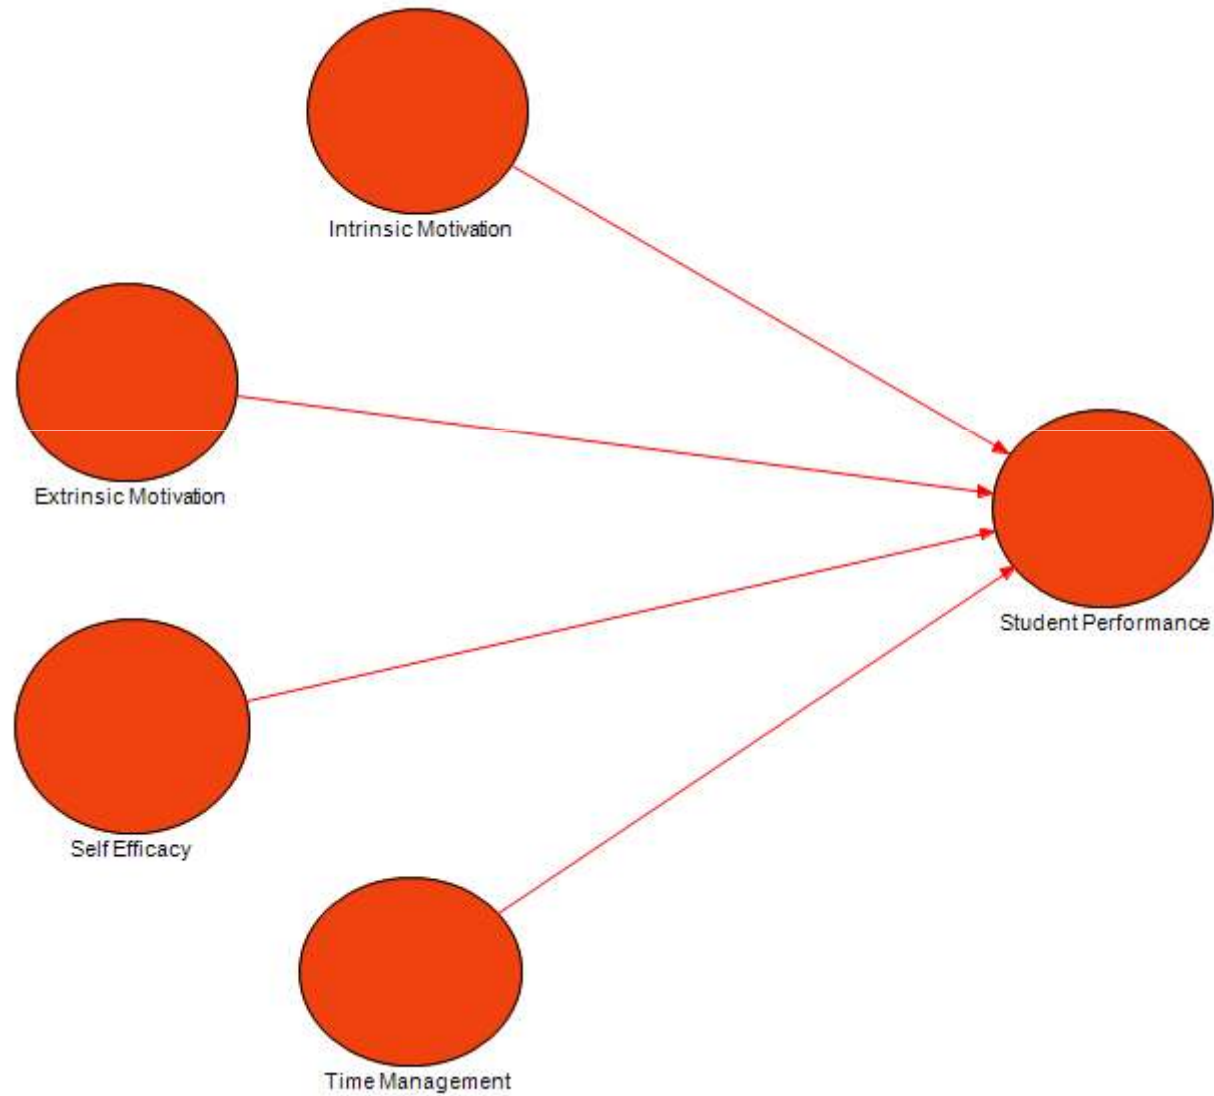 Intrinsic Motivation
Extrinsic Motivation
Student Performance
Self Efficacy
Time Management